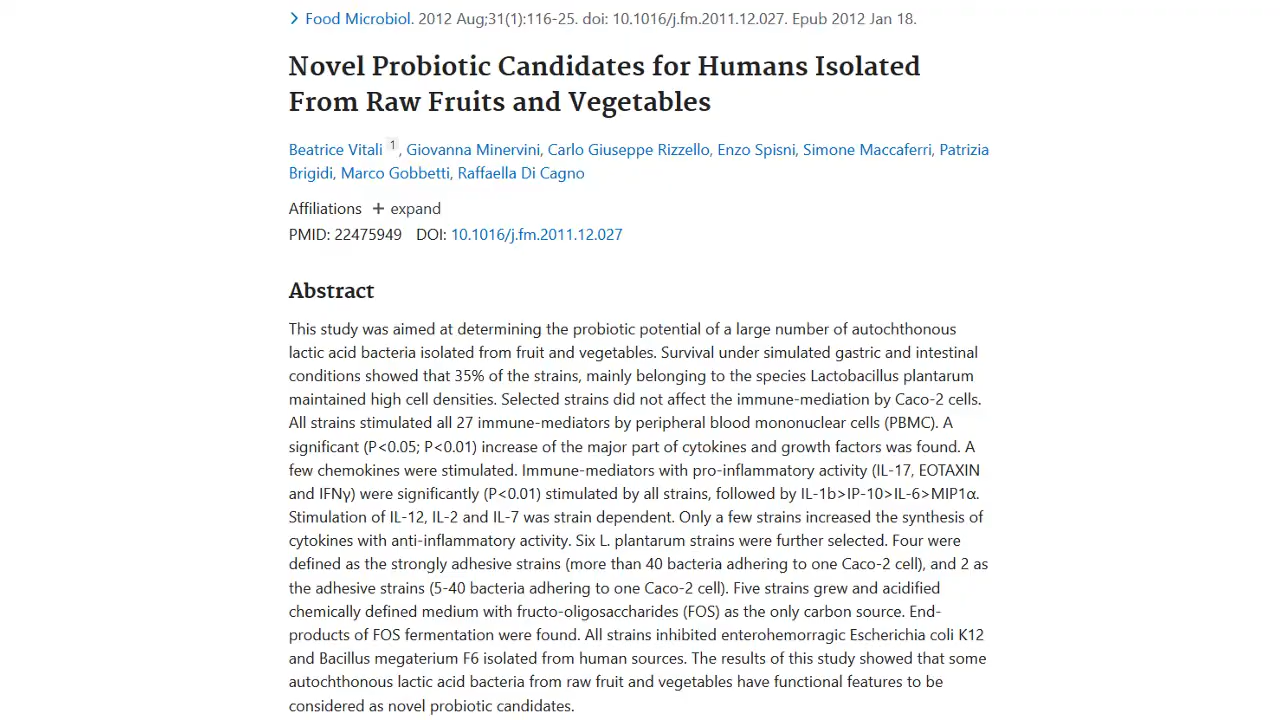 > Food Microbiol. 2012 Aug;31(1):116-25. doi: 10.1016/j.fm.2011.12.027. Epub 2012 Jan 18.
Novel Probiotic Candidates for Humans Isolated
From Raw Fruits and Vegetables
Beatrice Vitali 1, Giovanna Minervini, Carlo Giuseppe Rizzello, Enzo Spisni, Simone Maccaferri, Patrizia
Brigidi, Marco Gobbetti, Raffaella Di Cagno
Affiliations + expand
PMID: 22475949 DOI: 10.1016/j.fm.2011.12.027
Abstract
This study was aimed at determining the probiotic potential of a large number of autochthonous
lactic acid bacteria isolated from fruit and vegetables. Survival under simulated gastric and intestinal
conditions showed that 35% of the strains, mainly belonging to the species Lactobacillus plantarum
maintained high cell densities. Selected strains did not affect the immune-mediation by Caco-2 cells.
All strains stimulated all 27 immune-mediators by peripheral blood mononuclear cells (PBMC). A
significant (P<0.05; P<0.01) increase of the major part of cytokines and growth factors was found. A
few chemokines were stimulated. Immune-mediators with pro-inflammatory activity (IL-17, EOTAXIN
and IFNγ) were significantly (P<0.01) stimulated by all strains, followed by IL-1b>IP-10>IL-6>MIP1α.
Stimulation of IL-12, IL-2 and IL-7 was strain dependent. Only a few strains increased the synthesis of
cytokines with anti-inflammatory activity. Six L. plantarum strains were further selected. Four were
defined as the strongly adhesive strains (more than 40 bacteria adhering to one Caco-2 cell), and 2 as
the adhesive strains (5-40 bacteria adhering to one Caco-2 cell). Five strains grew and acidified
chemically defined medium with fructo-oligosaccharides (FOS) as the only carbon source. End-
products of FOS fermentation were found. All strains inhibited enterohemorragic Escherichia coli K12
and Bacillus megaterium F6 isolated from human sources. The results of this study showed that some
autochthonous lactic acid bacteria from raw fruit and vegetables have functional features to be
considered as novel probiotic candidates.